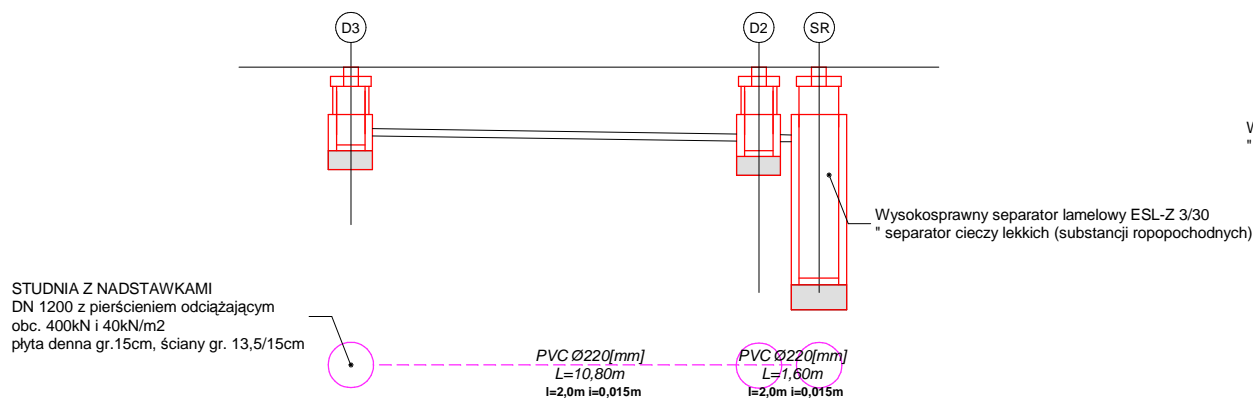 D3
D2
SR
W
"
Wysokosprawny separator lamelowy ESL-Z 3/30
" separator cieczy lekkich (substancji ropopochodnych)
STUDNIA Z NADSTAWKAMI
DN 1200 z pierścieniem odciążającym
obc. 400kN i 40kN/m2
płyta denna gr.15cm, ściany gr. 13,5/15cm
PVC Ø220[mm]
L=10,80m
I=2,0m i=0,015m
PVC Ø220[mm]
L=1,60m
I=2,0m i=0,015m